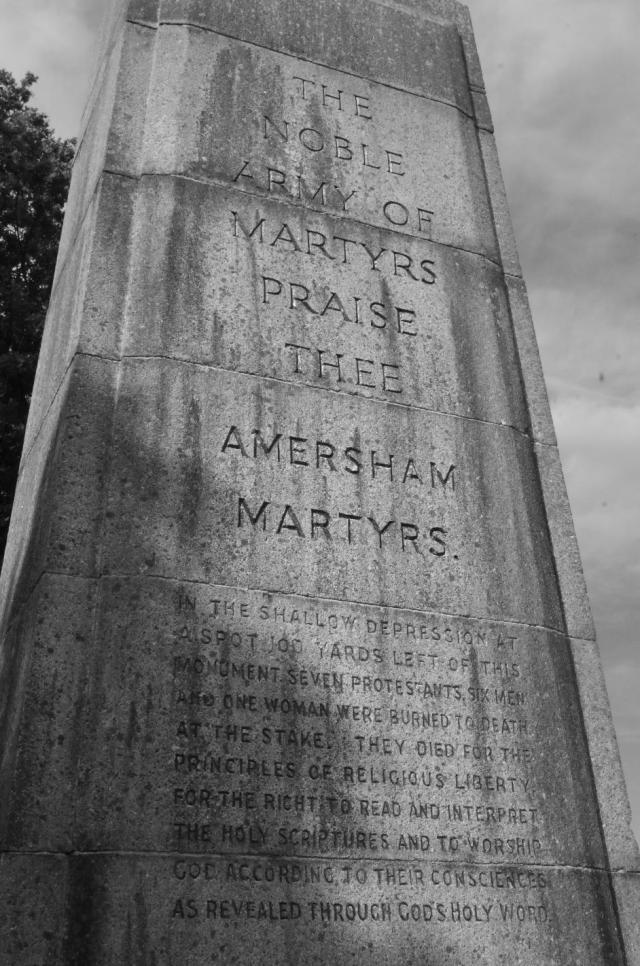 THE
NOBLE
ARMY OF
MARTYRS
PRAISE
THEE
AMERSHAM
MARTYRS.
IN THE SHALLOW DEPRESSION AT
A SPOT 100 YARDS LEFT OF THIS
MONUMENT SEVEN PROTESTANTS, SIX MEN
AND ONE WOMAN WERE BURNED TO DEATH
AT THE STAKE. THEY DIED FOR THE
PRINCIPLES OF RELIGIOUS LIBERTY,
FOR THE RIGHT TO READ AND INTERPRET
THE HOLY SCRIPTURES AND TO WORSHIP
GOD ACCORDING TO THEIR CONSCIENCES
AS REVEALED THROUGH GOD'S HOLY WORD.